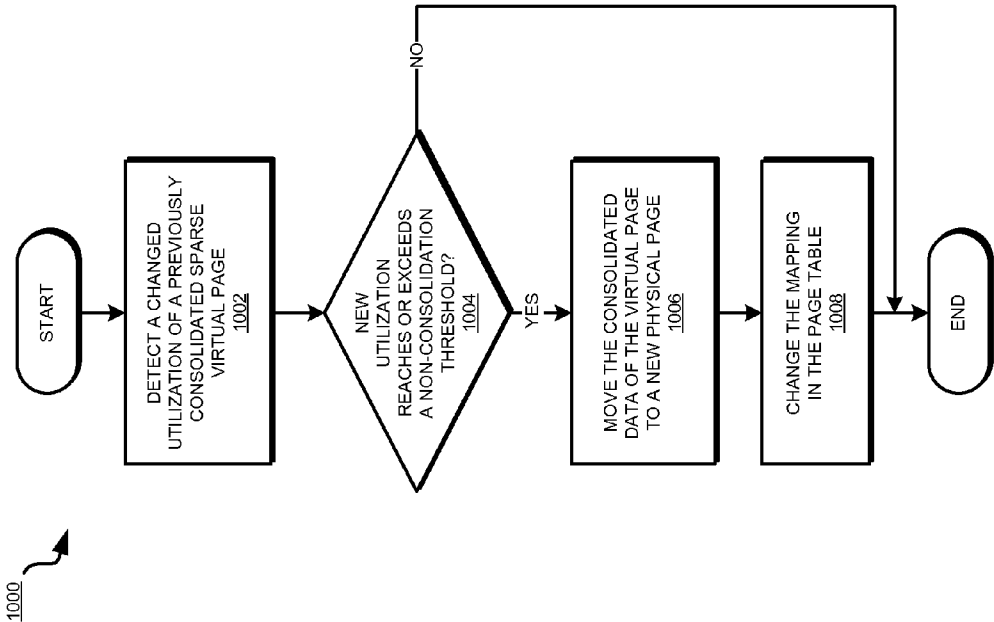 1000
START
DETECT A CHANGED
UTILIZATION OF A PREVIOUSLY
CONSOLIDATED SPARSE
VIRTUAL PAGE
1002
NEW
UTILIZATION
REACHES OR EXCEEDS
A NON-CONSOLIDATION
THRESHOLD?
1004
NO
YES
MOVE THE CONSOLIDATED
DATA OF THE VIRTUAL PAGE
TO A NEW PHYSICAL PAGE
1006
CHANGE THE MAPPING
IN THE PAGE TABLE
1008
END